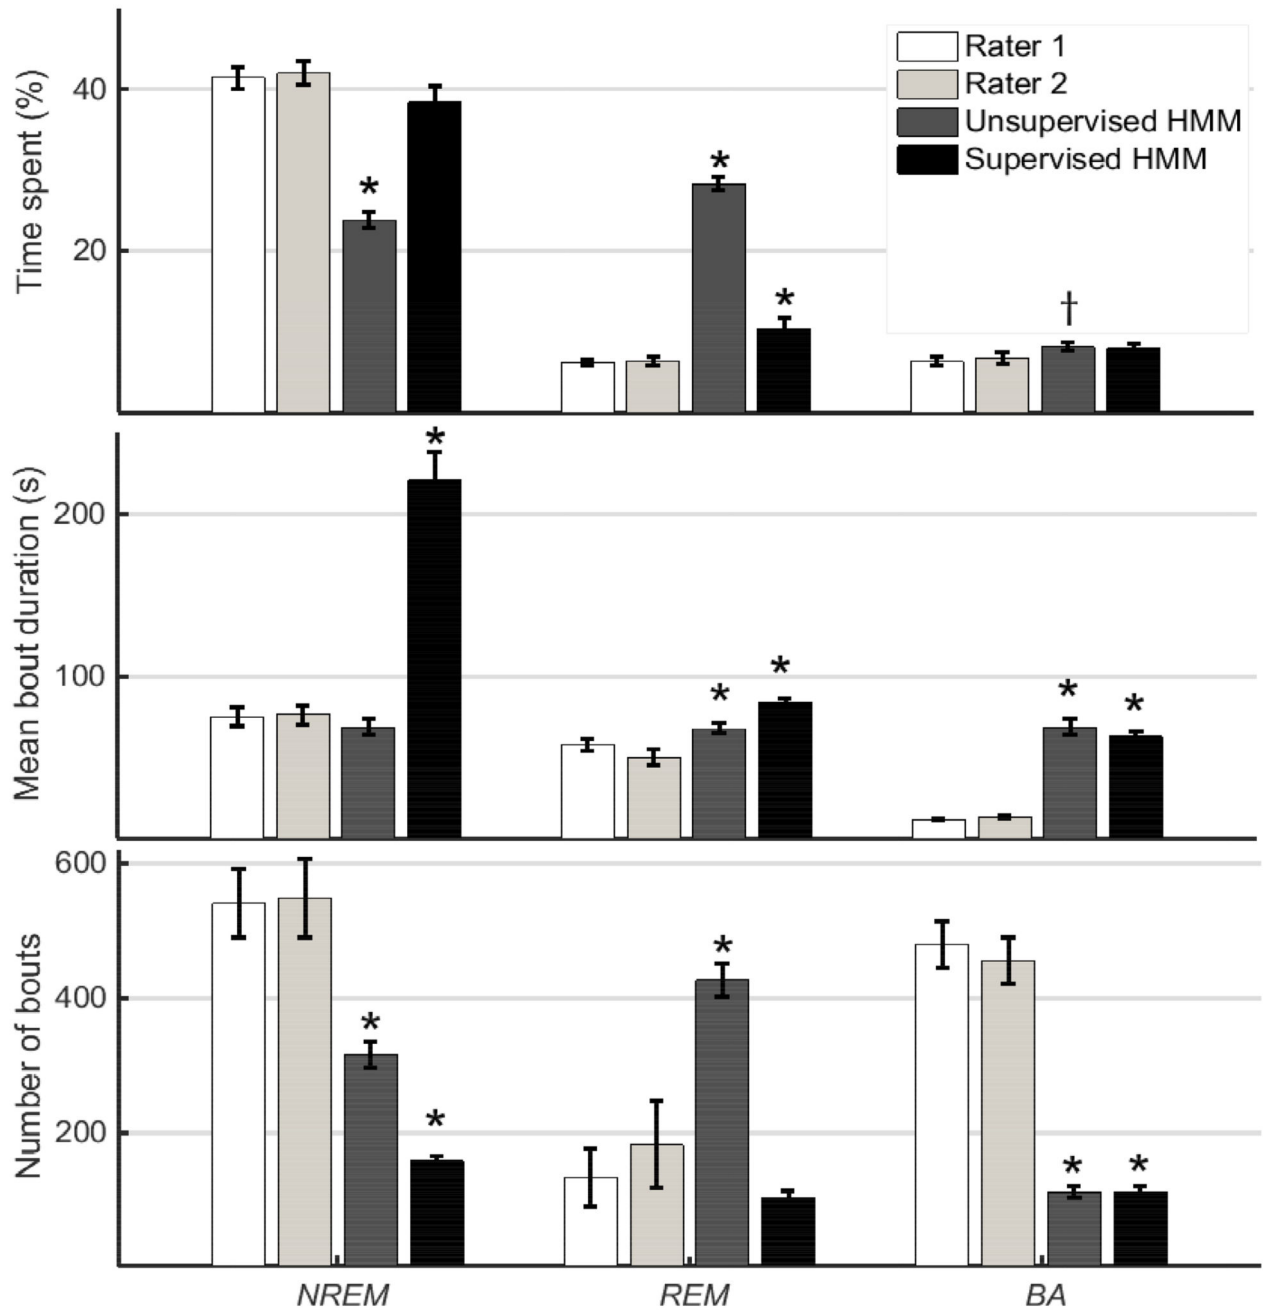 Time spent (%)
40
20
Rater 1
Rater 2
Unsupervised HMM
Supervised HMM
*
*
*
†
Mean bout duration (s)
200
100
*
*
*
*
*
Number of bouts
600
400
200
*
*
*
*
*
NREM
REM
BA